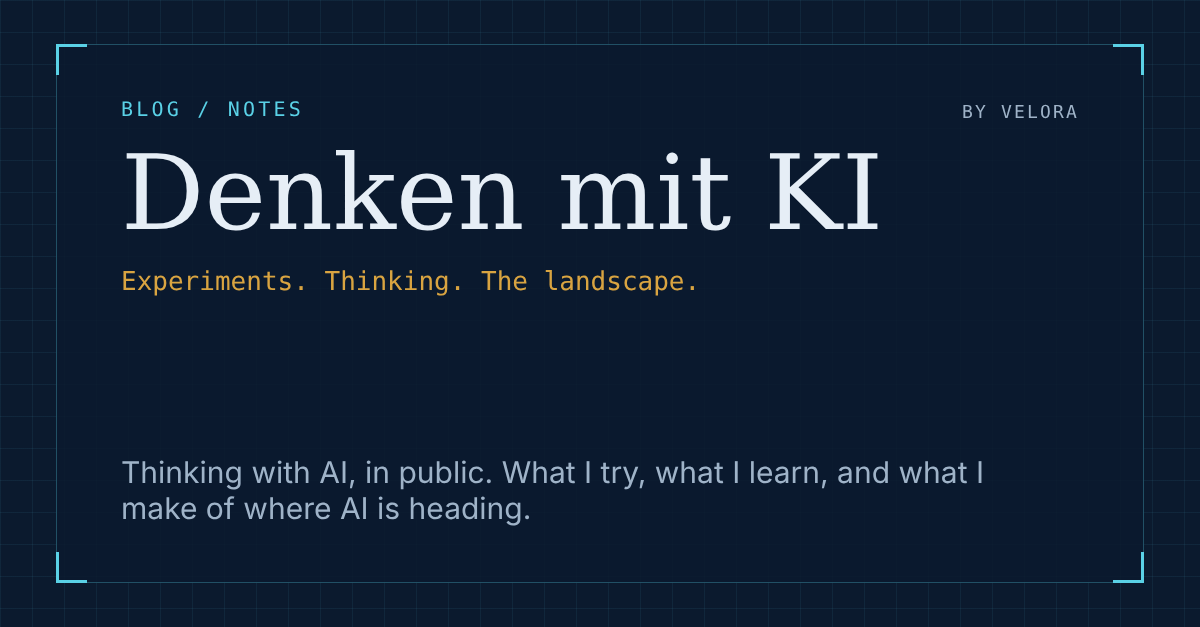 BLOG / NOTES
BY VELORA
Denken mit KI
Experiments. Thinking. The landscape.
Thinking with AI, in public. What I try, what I learn, and what I
make of where AI is heading.